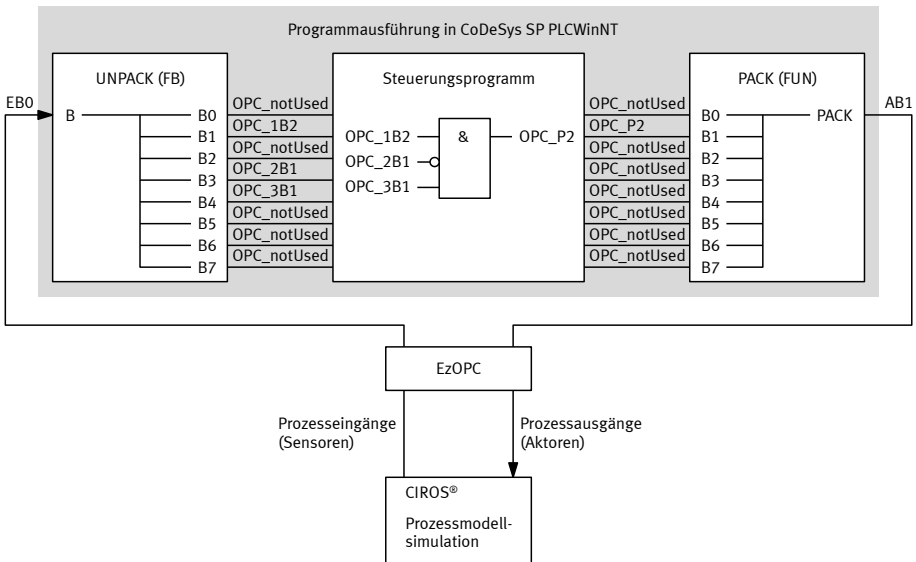 Programmausführung in CoDeSys SP PLCWinNT
UNPACK (FB)
Steuerungsprogramm
PACK (FUN)
EB0
B
B0
B1
B2
B3
B4
B5
B6
B7
OPC_notUsed
OPC_1B2
OPC_notUsed
OPC_2B1
OPC_3B1
OPC_notUsed
OPC_notUsed
OPC_notUsed
OPC_1B2
OPC_2B1
OPC_3B1
&
OPC_P2
OPC_notUsed
OPC_P2
OPC_notUsed
OPC_notUsed
OPC_notUsed
OPC_notUsed
OPC_notUsed
OPC_notUsed
B0
B1
B2
B3
B4
B5
B6
B7
PACK
AB1
EzOPC
Prozesseingänge
(Sensoren)
Prozessausgänge
(Aktoren)
CIROS®
Prozessmodell-
simulation